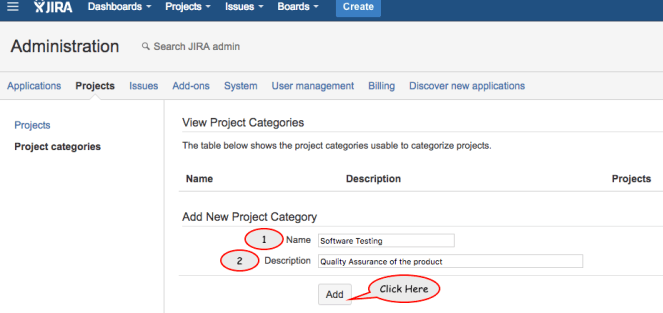 JIRA Dashboards Projects Issues Boards Create
Administration Search JIRA admin
Applications Projects Issues Add-ons System User management Billing Discover new applications
Projects
Project categories
View Project Categories
The table below shows the project categories usable to categorize projects.
Name Description Projects
Add New Project Category
1 Name Software Testing
2 Description Quality Assurance of the product
Add Click Here